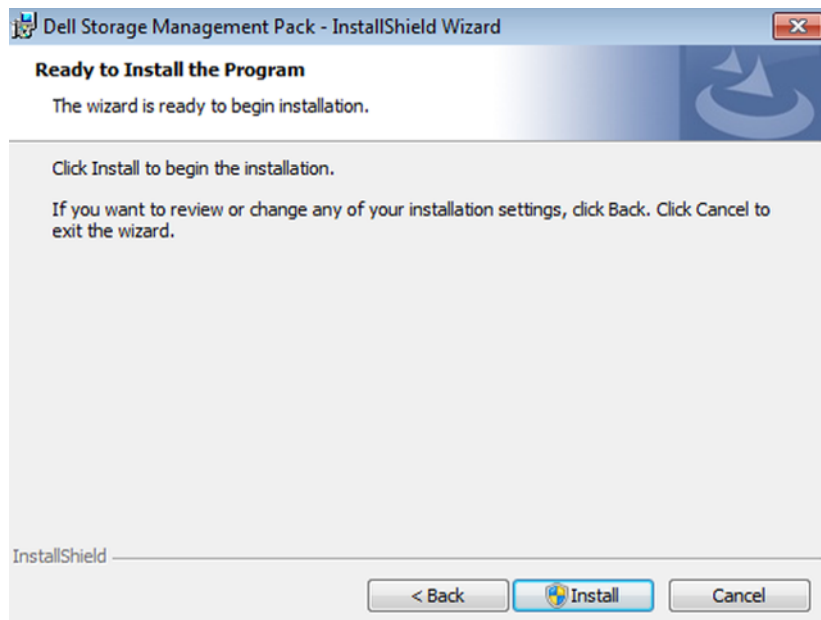 Dell Storage Management Pack - InstallShield Wizard
Ready to Install the Program
The wizard is ready to begin installation.
Click Install to begin the installation.
If you want to review or change any of your installation settings, click Back. Click Cancel to
exit the wizard.
InstallShield
< Back
Install
Cancel